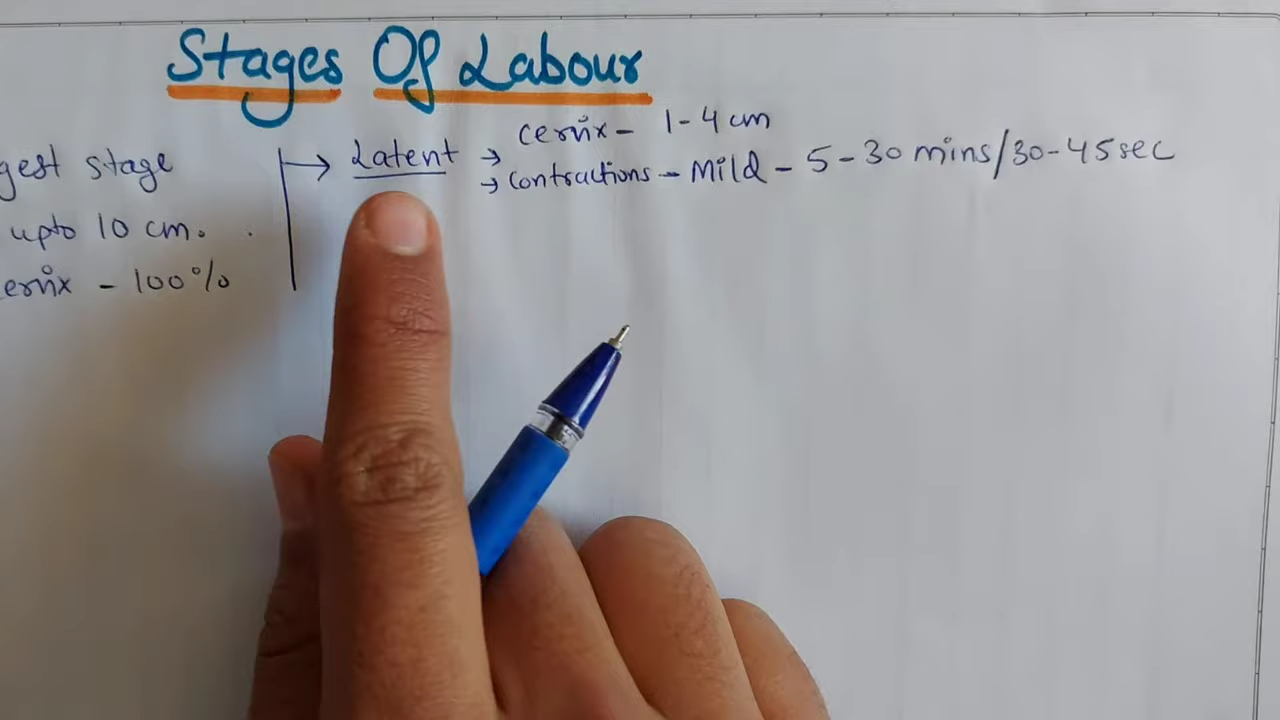 Stages Of Labour
gest stage
upto 10 cm.
ervix - 100%
→ Latent → cervix - 1-4 cm
→ contractions - Mild - 5-30 mins/30-45 sec